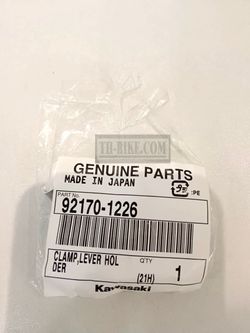 TH-BIKE.COM
GENUINE PARTS
MADE IN JAPAN
:PE
PART No.
92170-1226
CLAMP,LEVER HOL
DER
QTY
(21H)
1
Kawasaki